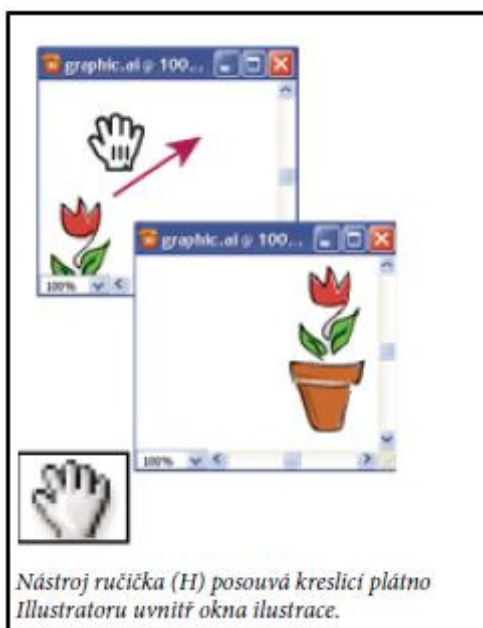 graphic.ai @ 100...
100%
graphic.ai @ 100...
100%
Nástroj ručička (H) posouvá kreslicí plátno
Illustratoru uvnitř okna ilustrace.